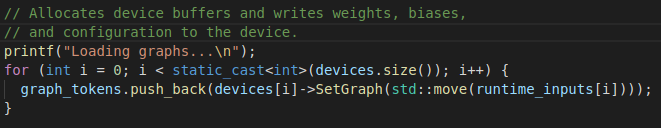 // Allocates device buffers and writes weights, biases,
// and configuration to the device.
printf("Loading graphs...\n");
for (int i = 0; i < static_cast<int>(devices.size()); i++) {
  graph_tokens.push_back(devices[i]->SetGraph(std::move(runtime_inputs[i])));
}